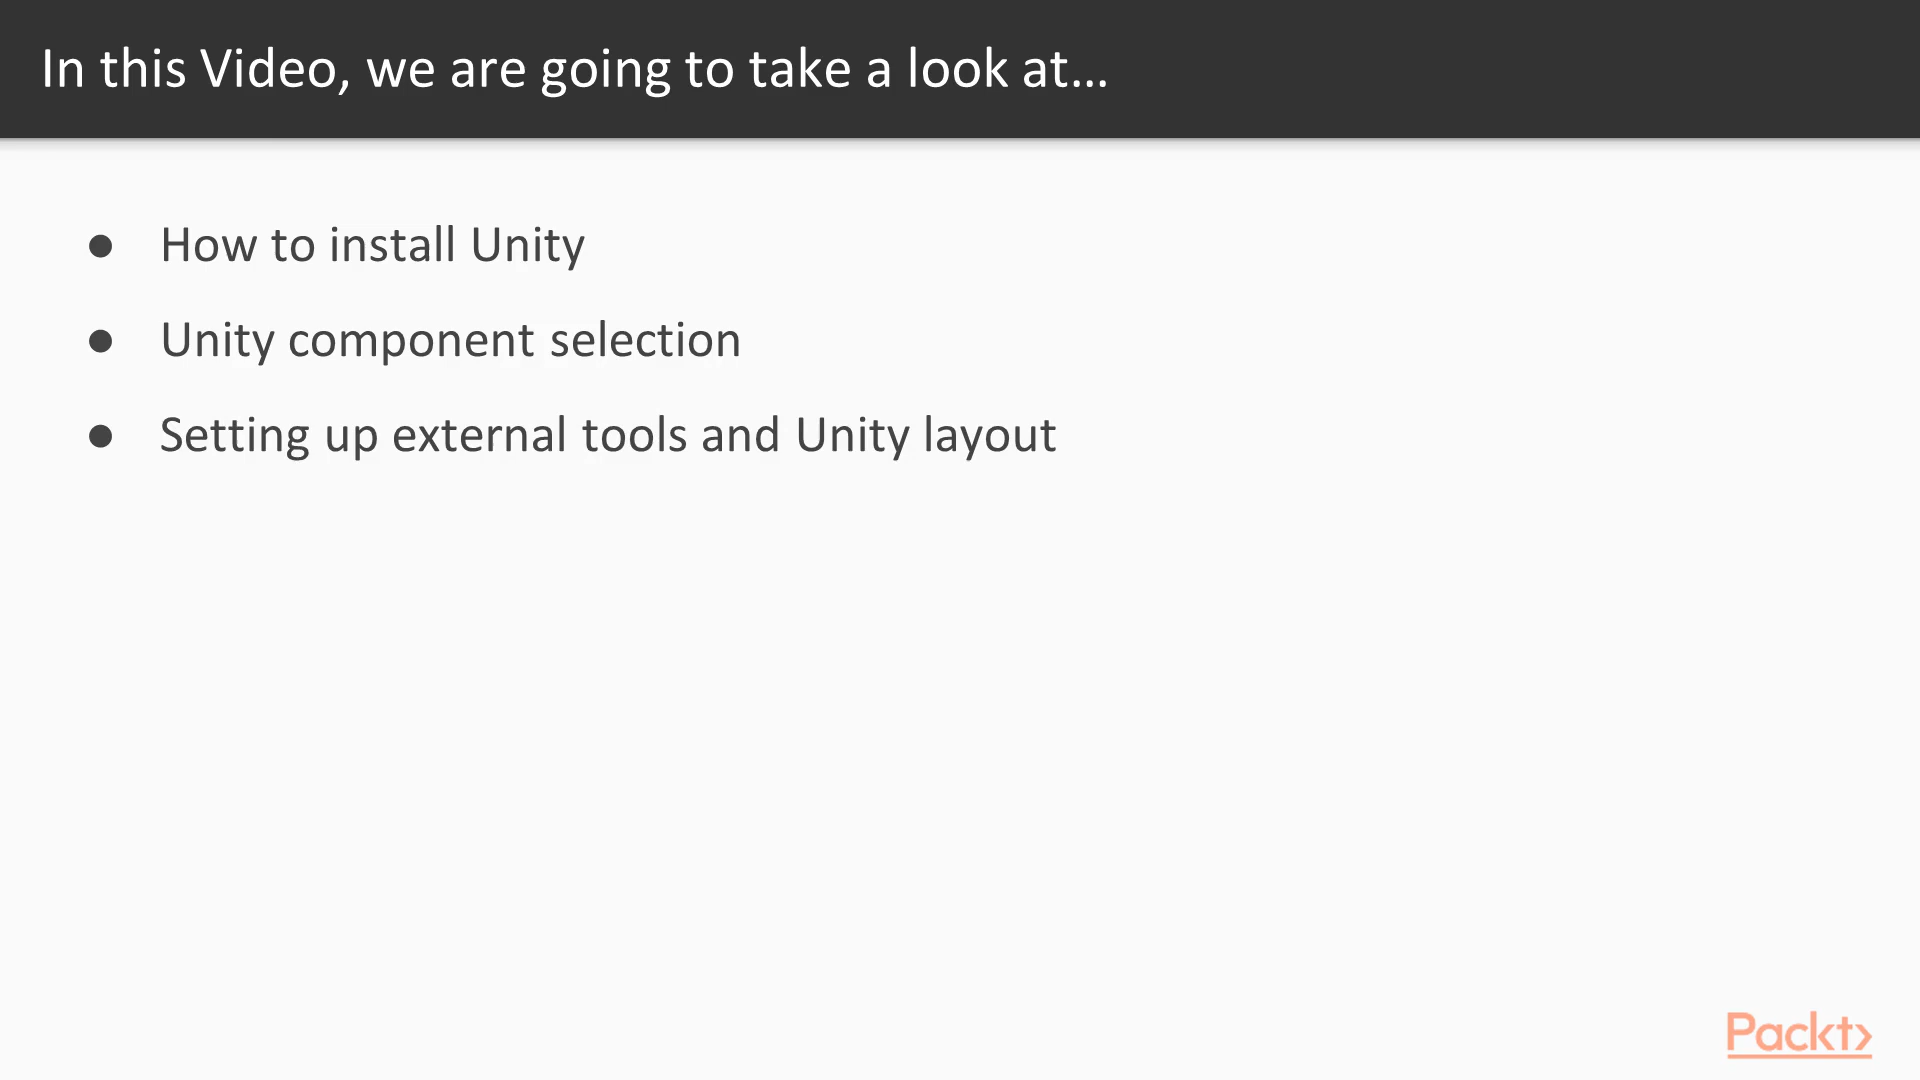 In this Video, we are going to take a look at...
● How to install Unity
● Unity component selection
● Setting up external tools and Unity layout
Packt>